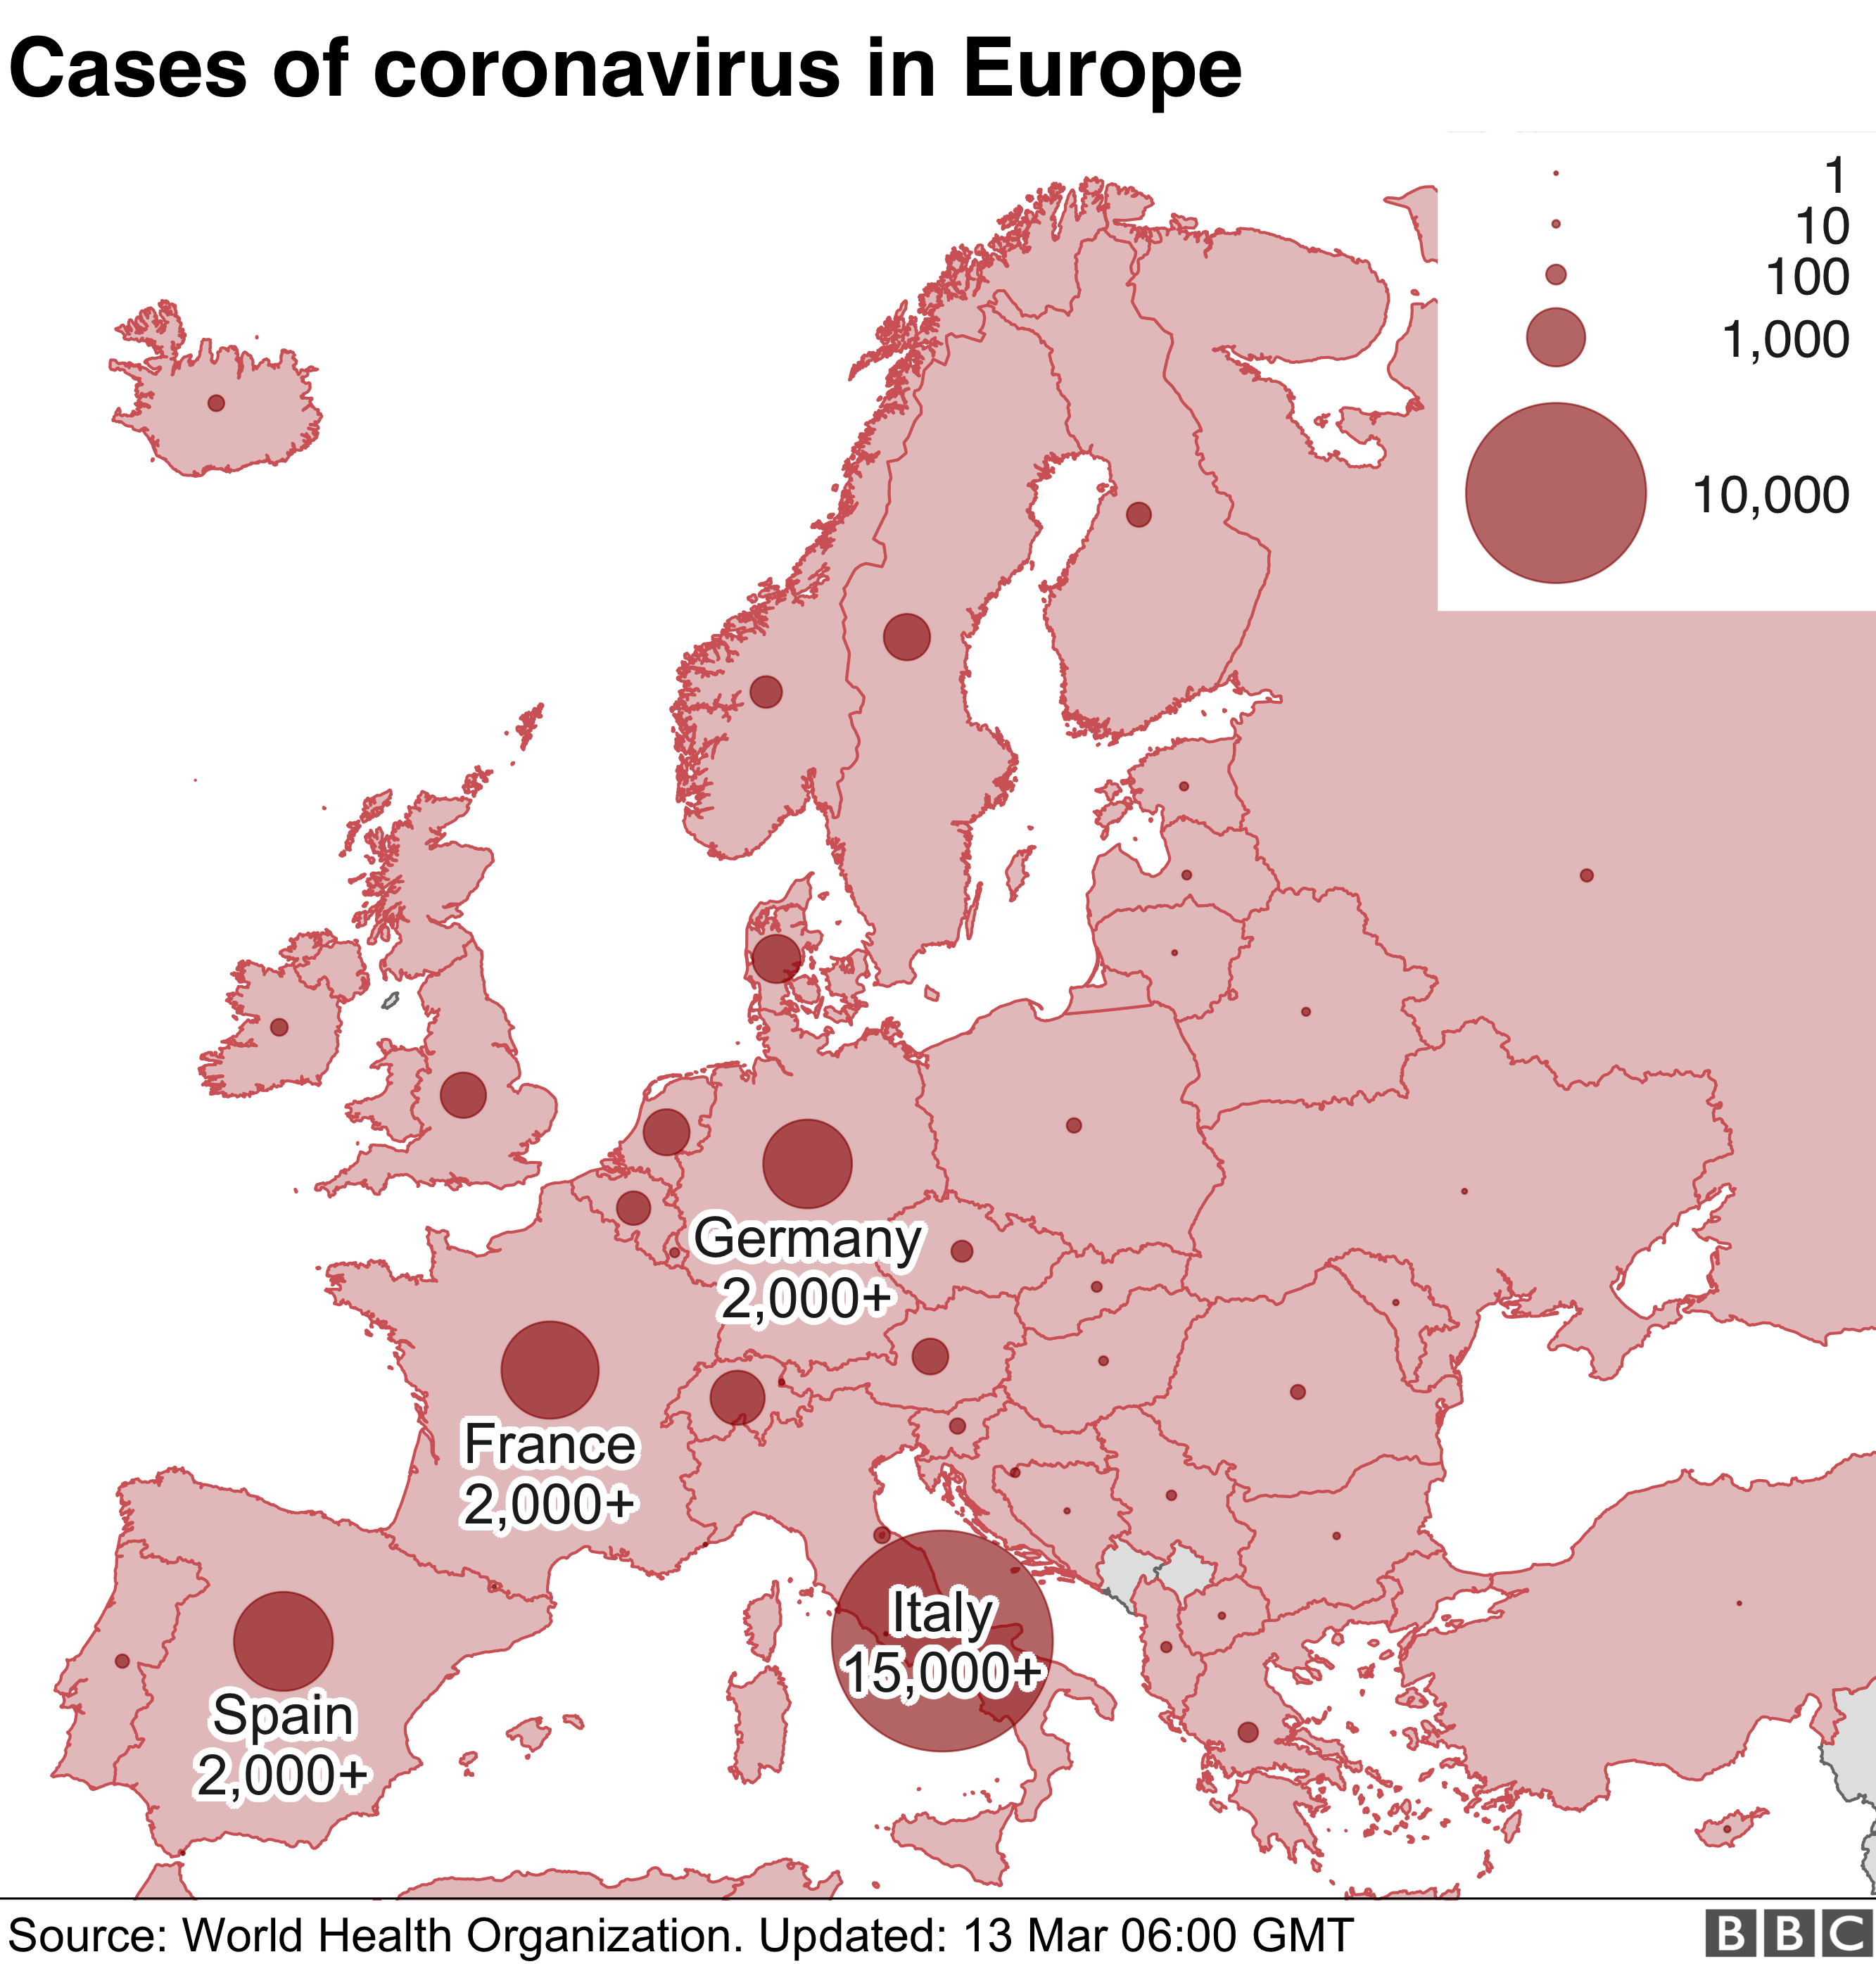 Cases of coronavirus in Europe
1
10
100
1,000
10,000
Germany
2,000+
France
2,000+
Italy
15,000+
Spain
2,000+
Source: World Health Organization. Updated: 13 Mar 06:00 GMT
BBC